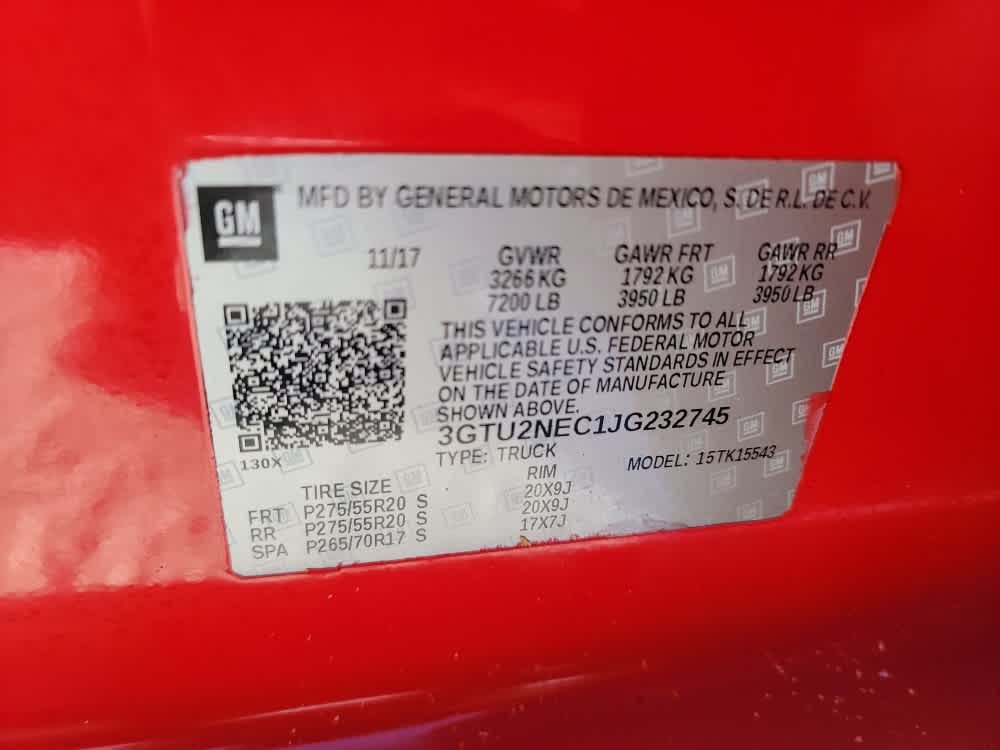 GM
MFD BY GENERAL MOTORS DE MEXICO, S. DE R.L. DE C.V.
11/17 GVWR GAWR FRT GAWR RR
3266 KG 1792 KG 1792 KG
7200 LB 3950 LB 3950 LB
THIS VEHICLE CONFORMS TO ALL
APPLICABLE U.S. FEDERAL MOTOR
VEHICLE SAFETY STANDARDS IN EFFECT
ON THE DATE OF MANUFACTURE
SHOWN ABOVE.
3GTU2NEC1JG232745
130X
TYPE: TRUCK MODEL: 15TK15543
TIRE SIZE RIM
FRT P275/55R20 S 20X9J
RR P275/55R20 S 20X9J
SPA P265/70R17 S 17X7J